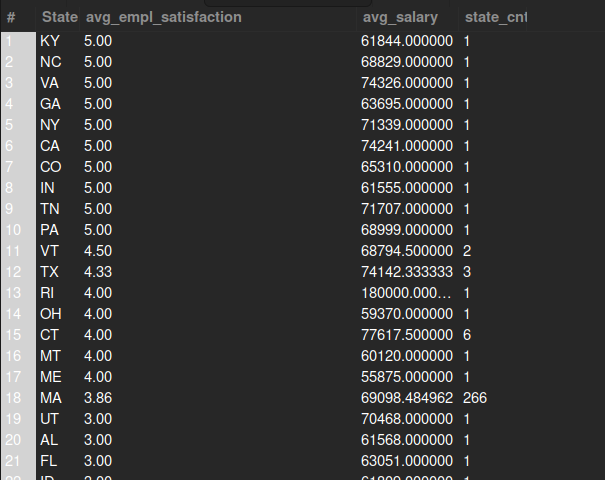 # State avg_empl_satisfaction avg_salary state_cnt
1 KY 5.00 61844.000000 1
2 NC 5.00 68829.000000 1
3 VA 5.00 74326.000000 1
4 GA 5.00 63695.000000 1
5 NY 5.00 71339.000000 1
6 CA 5.00 74241.000000 1
7 CO 5.00 65310.000000 1
8 IN 5.00 61555.000000 1
9 TN 5.00 71707.000000 1
10 PA 5.00 68999.000000 1
11 VT 4.50 68794.500000 2
12 TX 4.33 74142.333333 3
13 RI 4.00 180000.000... 1
14 OH 4.00 59370.000000 1
15 CT 4.00 77617.500000 6
16 MT 4.00 60120.000000 1
17 ME 4.00 55875.000000 1
18 MA 3.86 69098.484962 266
19 UT 3.00 70468.000000 1
20 AL 3.00 61568.000000 1
21 FL 3.00 63051.000000 1